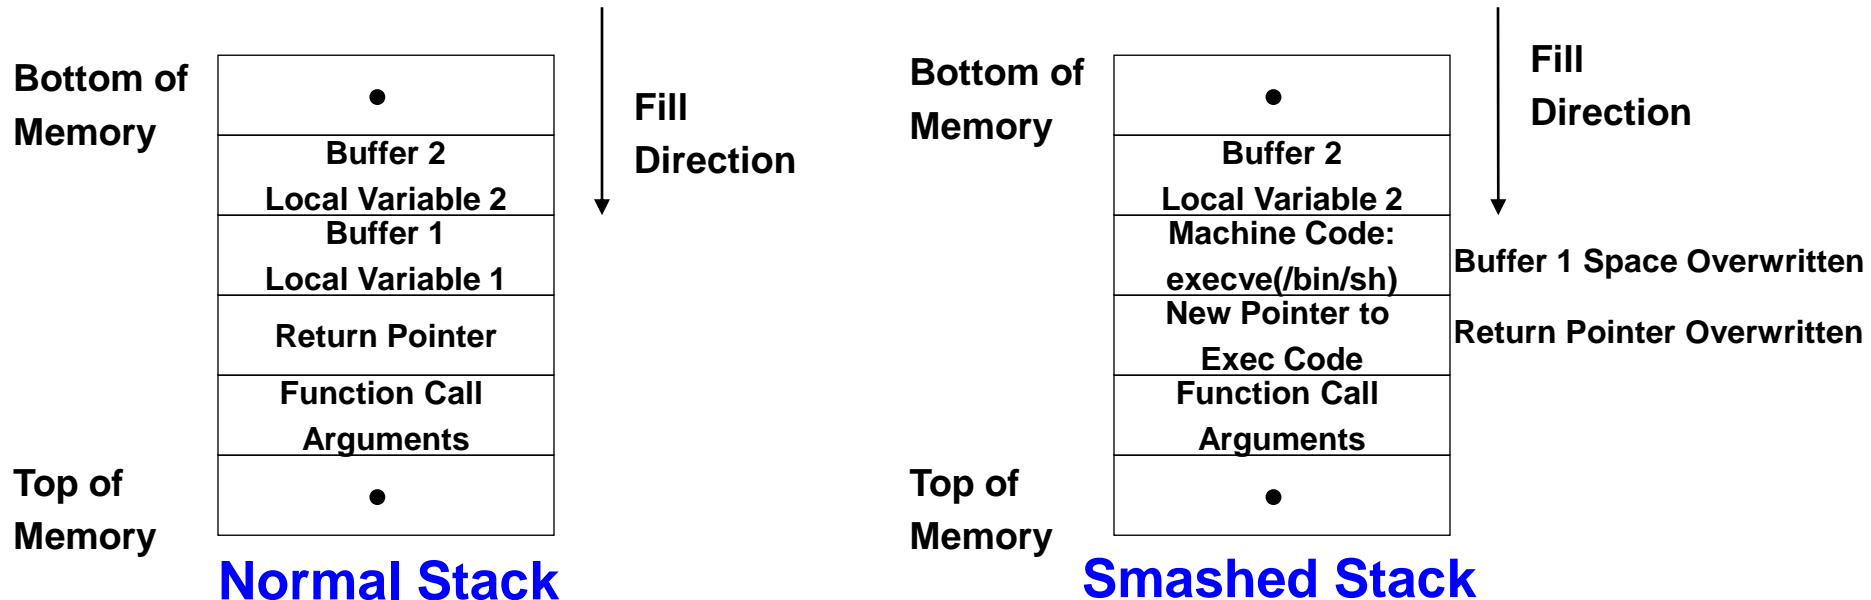 Bottom of
Memory
Buffer 2
Local Variable 2
Buffer 1
Local Variable 1
Return Pointer
Function Call
Arguments
Top of
Memory
Fill
Direction
Normal Stack
Bottom of
Memory
Buffer 2
Local Variable 2
Machine Code:
execve(/bin/sh)
New Pointer to
Exec Code
Function Call
Arguments
Top of
Memory
Fill
Direction
Buffer 1 Space Overwritten
Return Pointer Overwritten
Smashed Stack